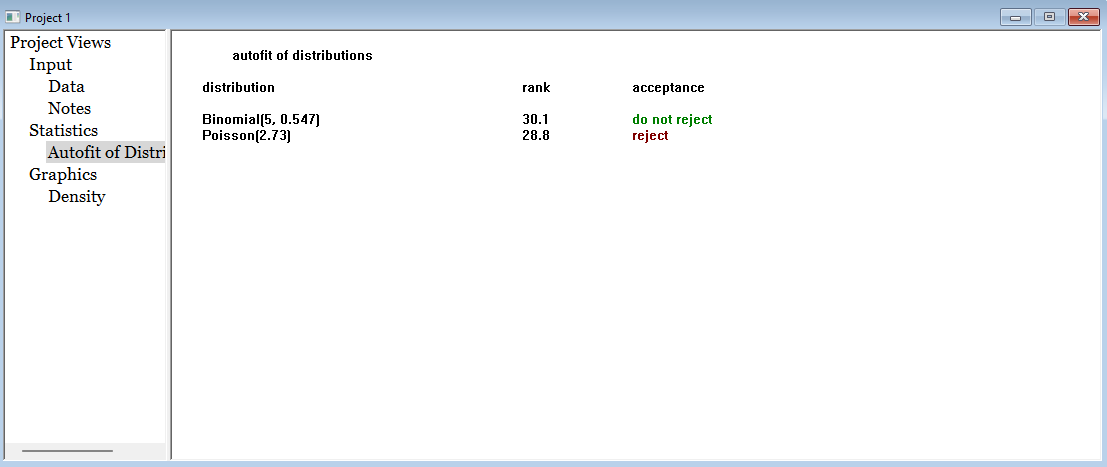 Project 1
Project Views
Input
Data
Notes
Statistics
Autofit of Distri
Graphics
Density
autofit of distributions
distribution rank acceptance
Binomial(5, 0.547) 30.1 do not reject
Poisson(2.73) 28.8 reject